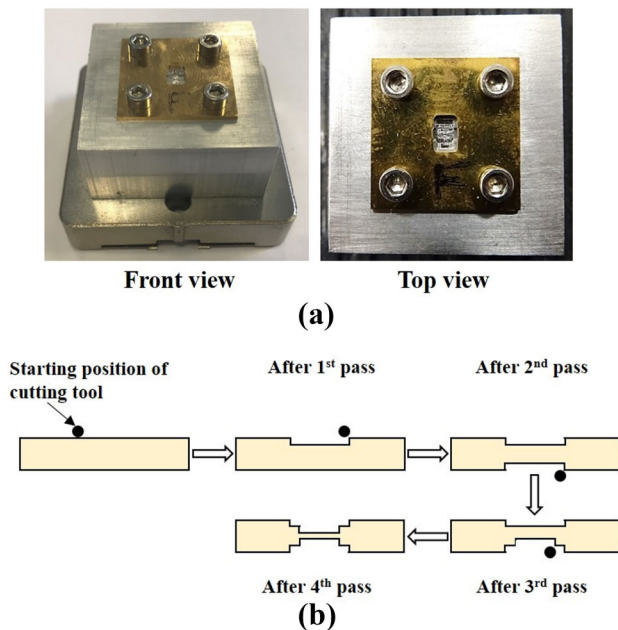 Front view
Top view
(a)
Starting position of
cutting tool
After 1st pass
After 2nd pass
After 4th pass
After 3rd pass
(b)